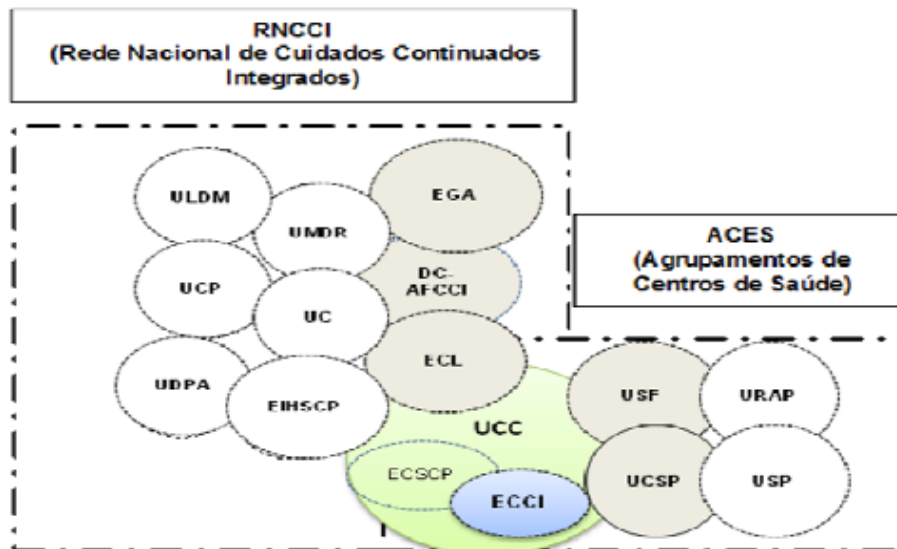 RNCCI
(Rede Nacional de Cuidados Continuados
Integrados)
ULDM
EGA
UMDR
ACES
(Agrupamentos de
Centros de Saúde)
DC-
AFCCI
UCP
UC
ECL
UDPA
EIHSCP
USF
URAP
UCC
ECSCP
ECCI
UCSP
USP